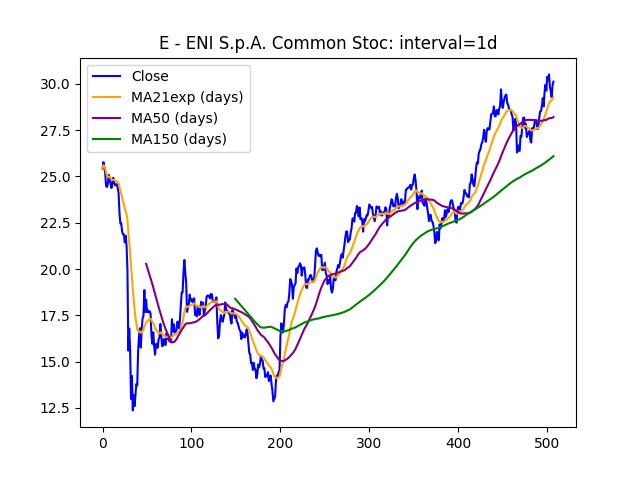 E - ENI S.p.A. Common Stoc: interval=1d
Close
MA21exp (days)
MA50 (days)
MA150 (days)
30.0
27.5
25.0
22.5
20.0
17.5
15.0
12.5
0 100 200 300 400 500